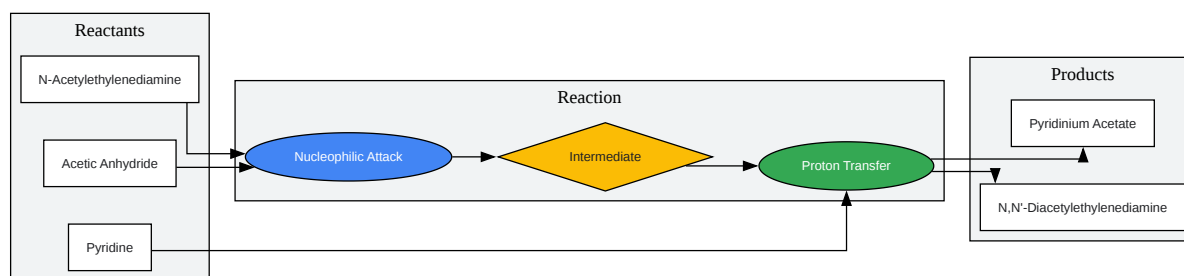 Reactants
N-Acetylethylenediamine
Acetic Anhydride
Pyridine
Reaction
Nucleophilic Attack
Intermediate
Proton Transfer
Products
Pyridinium Acetate
N,N'-Diacetylethylenediamine